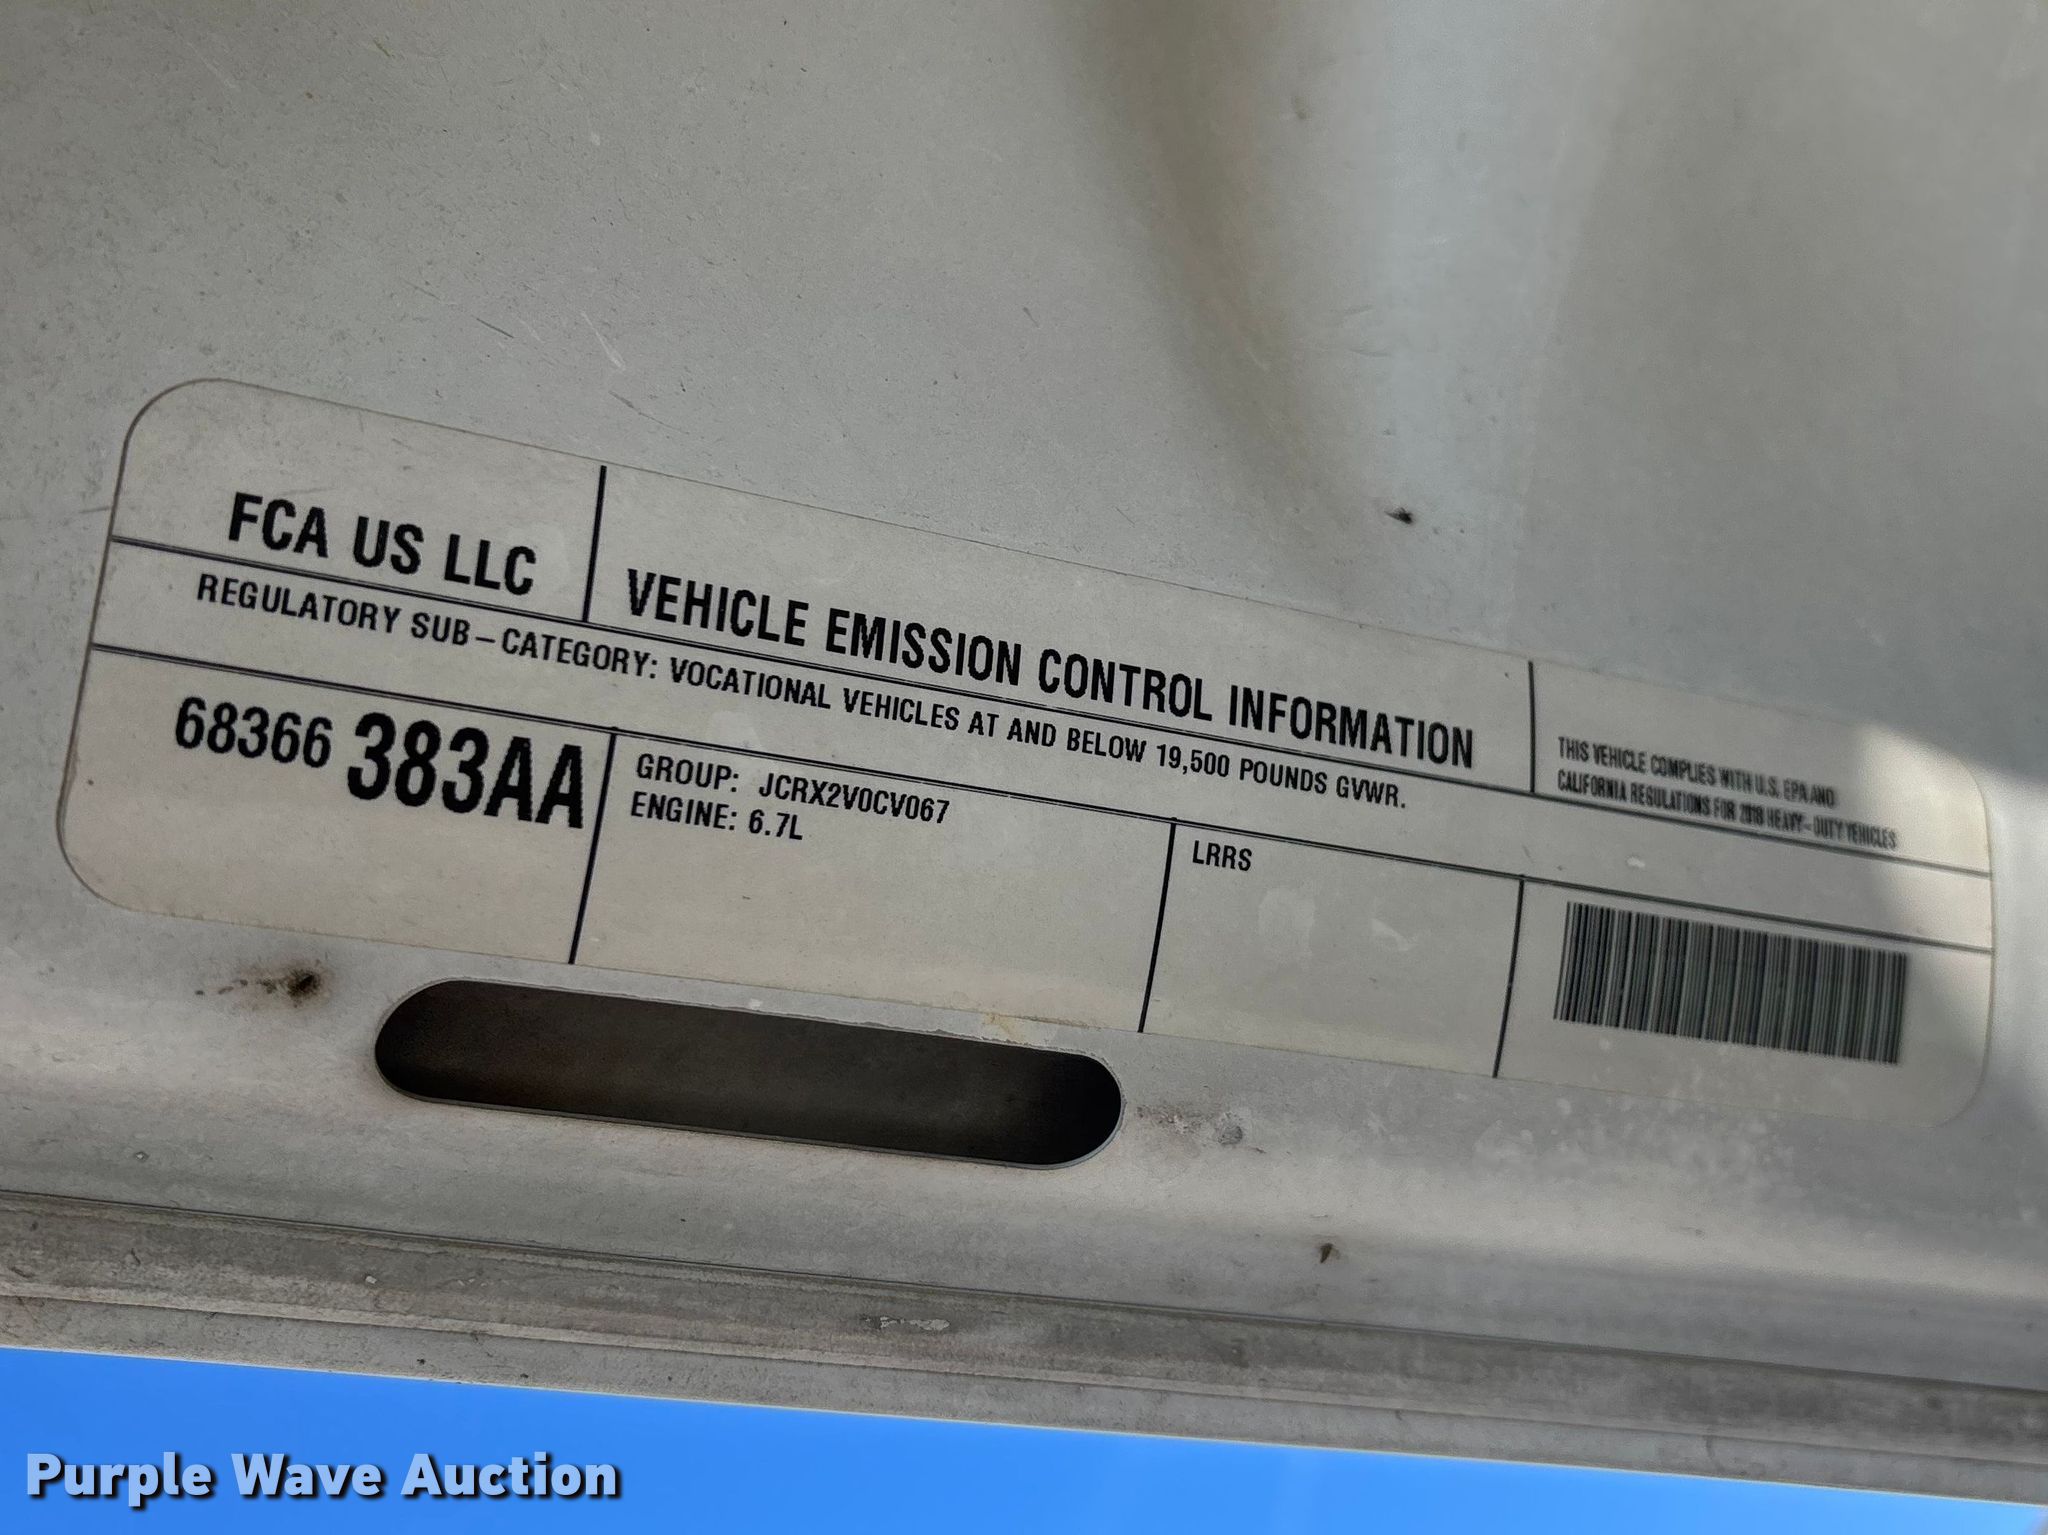 FCA US LLC
VEHICLE EMISSION CONTROL INFORMATION
THIS VEHICLE COMPLIES WITH U.S. EPA AND
CALIFORNIA REGULATIONS FOR 2018 HEAVY-DUTY VEHICLES
REGULATORY SUB-CATEGORY: VOCATIONAL VEHICLES AT AND BELOW 19,500 POUNDS GVWR.
68366 383AA
GROUP: JCRX2V0CV067
ENGINE: 6.7L
LRRS
Purple Wave Auction